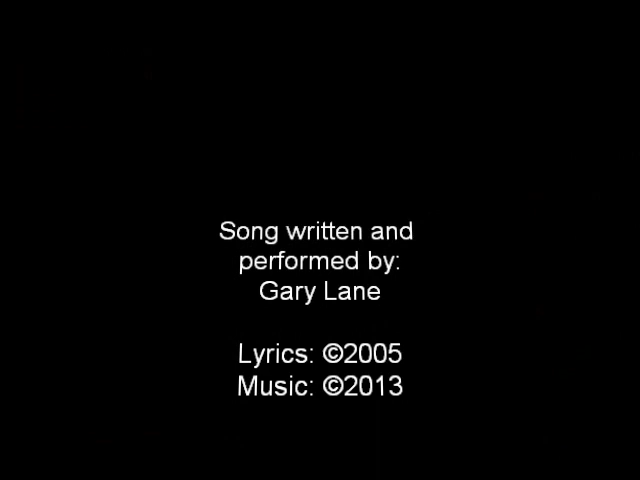 Song written and
performed by:
Gary Lane
Lyrics: ©2005
Music: ©2013